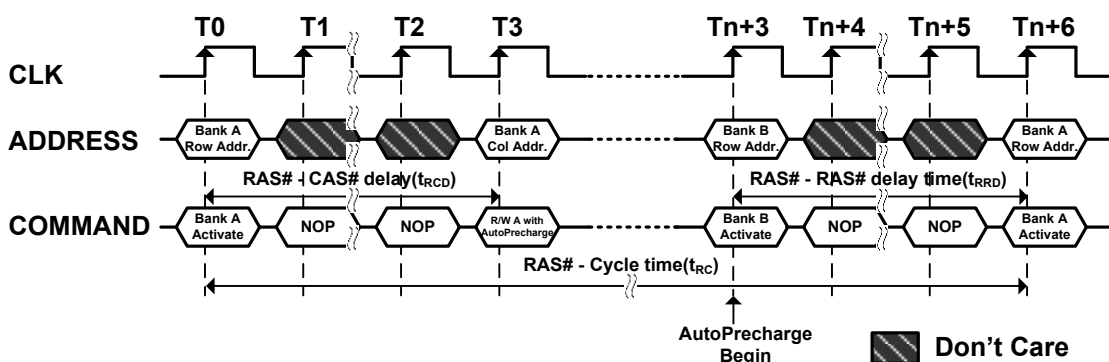 T0 T1 T2 T3 Tn+3 Tn+4 Tn+5 Tn+6
CLK
ADDRESS
Bank A
Row Addr.
Bank A
Col Addr.
Bank B
Row Addr.
Bank A
Row Addr.
RAS# - CAS# delay(tRCD)
RAS# - RAS# delay time(tRRD)
COMMAND
Bank A
Activate
NOP
NOP
R/W A with
AutoPrecharge
Bank B
Activate
NOP
NOP
Bank A
Activate
RAS# - Cycle time(tRC)
AutoPrecharge
Begin
Don't Care